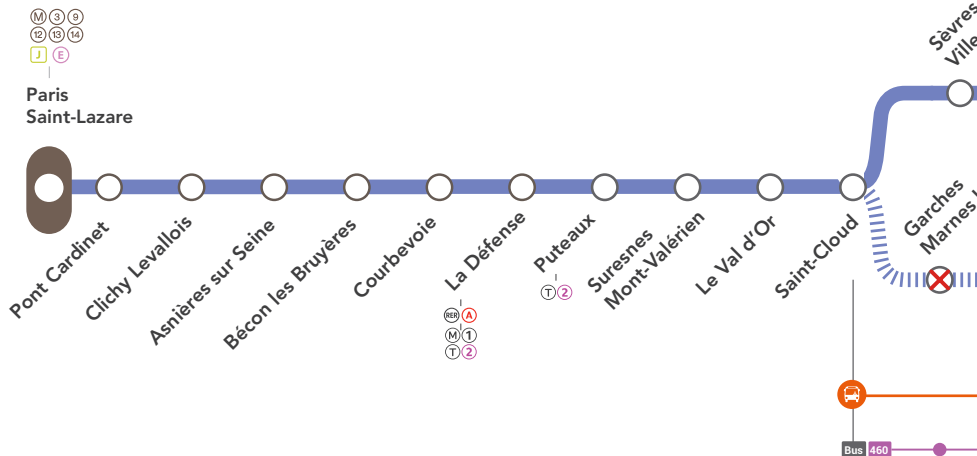 M 3 9
12 13 14
J E
Paris
Saint-Lazare
Pont Cardinet
Clichy Levallois
Asnières sur Seine
Bécon les Bruyères
Courbevoie
La Défense
RER A
M 1
T 2
Puteaux
T 2
Suresnes
Mont-Valérien
Le Val d'Or
Saint-Cloud
Sèvres
Ville
Garches
Marnes
Bus 460